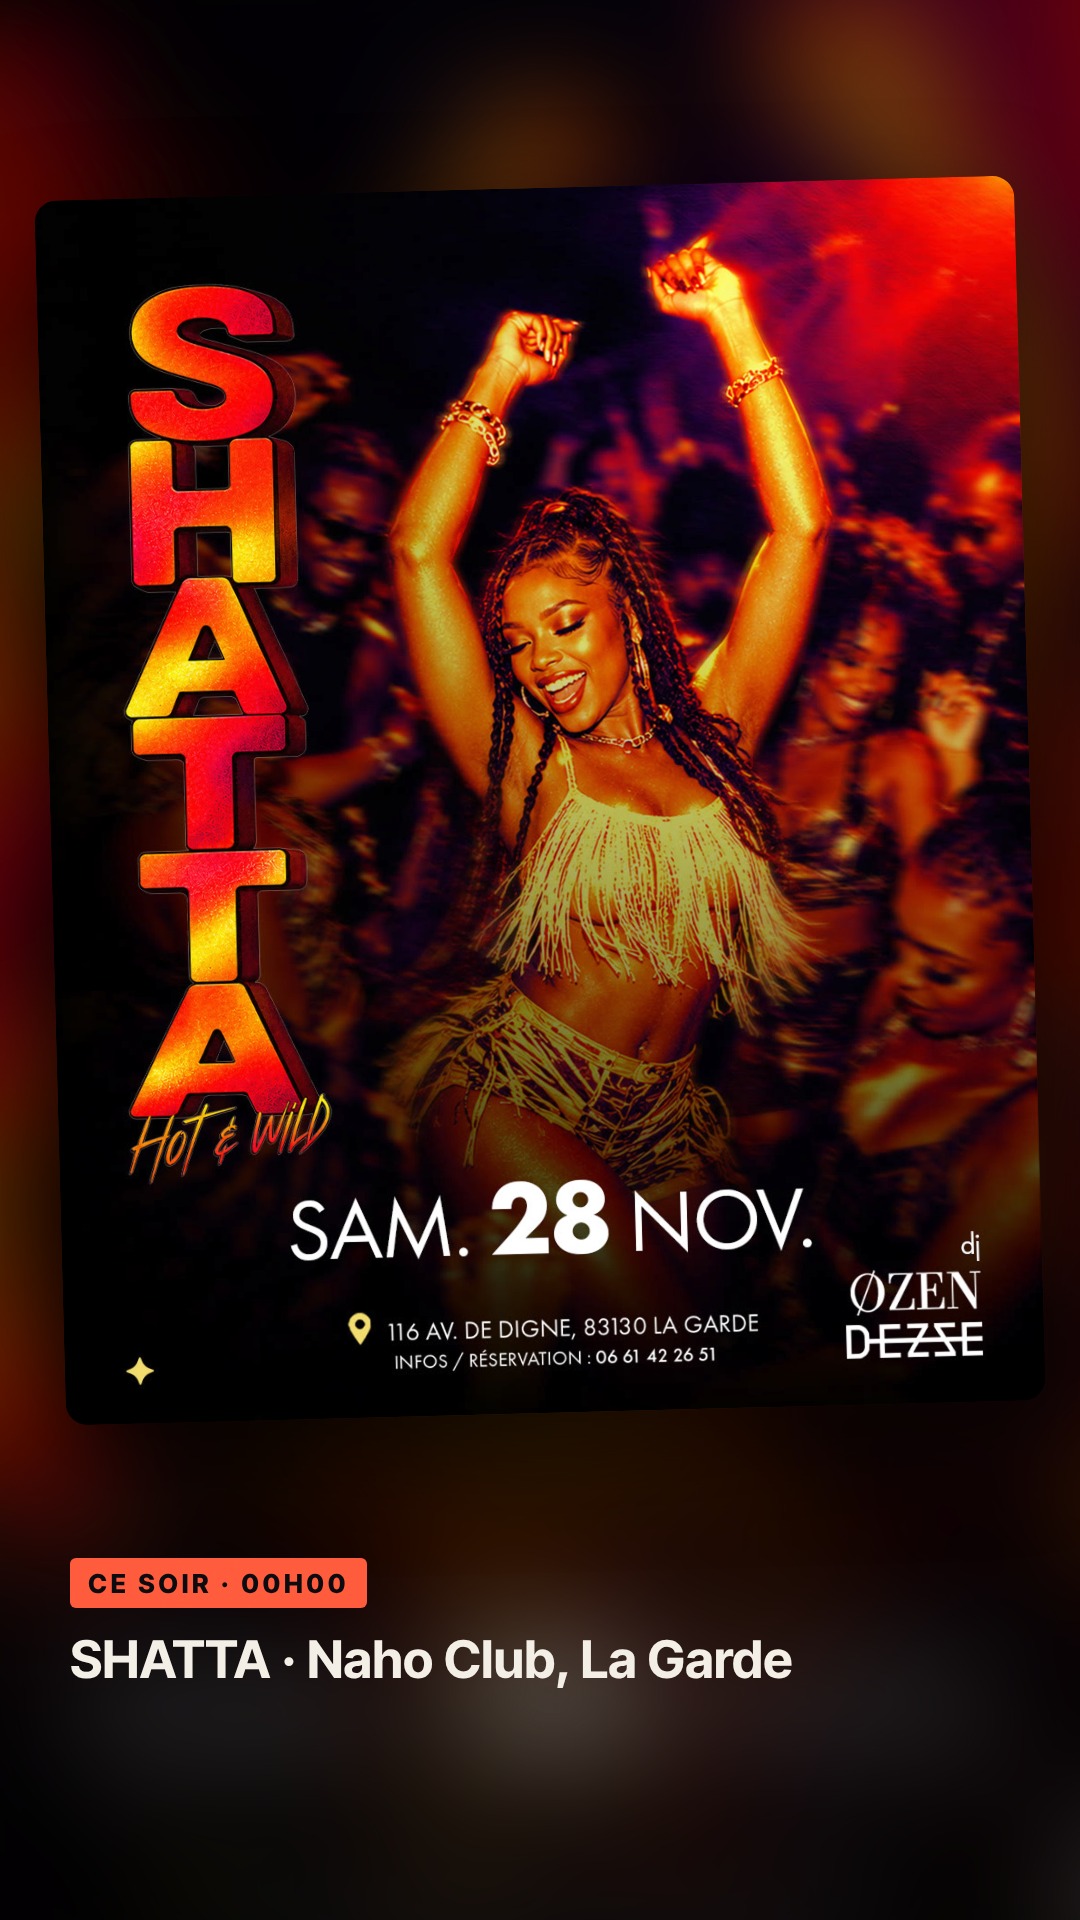 SHATTA
Hot & WiLD
SAM. 28 NOV.
dj
ØZEN
DEZZE
116 AV. DE DIGNE, 83130 LA GARDE
INFOS / RÉSERVATION : 06 61 42 26 51
CE SOIR · 00H00
SHATTA · Naho Club, La Garde